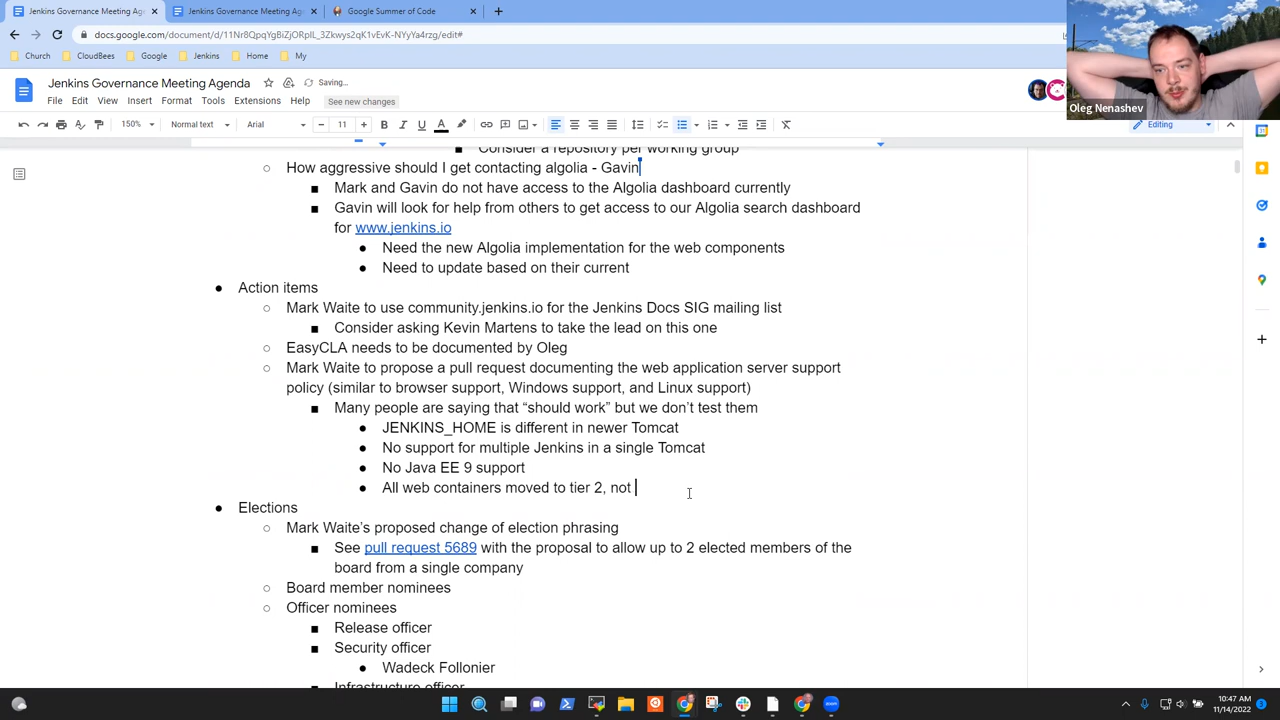 Jenkins Governance Meeting Age
Jenkins Governance Meeting Age
Google Summer of Code
docs.google.com/document/d/11Nr8QpqYgBiZjORplL_3Zkwys2qK1vEvK-NYyYa4rzg/edit#
Church
CloudBees
Google
Jenkins
Home
My
Oleg Nenashev
Jenkins Governance Meeting Agenda
Saving...
File Edit View Insert Format Tools Extensions Help
See new changes
150%
Normal text
Arial
11
Editing
Consider a repository per working group
How aggressive should I get contacting algolia - Gavin
Mark and Gavin do not have access to the Algolia dashboard currently
Gavin will look for help from others to get access to our Algolia search dashboard
for www.jenkins.io
Need the new Algolia implementation for the web components
Need to update based on their current
Action items
Mark Waite to use community.jenkins.io for the Jenkins Docs SIG mailing list
Consider asking Kevin Martens to take the lead on this one
EasyCLA needs to be documented by Oleg
Mark Waite to propose a pull request documenting the web application server support
policy (similar to browser support, Windows support, and Linux support)
Many people are saying that “should work” but we don’t test them
JENKINS_HOME is different in newer Tomcat
No support for multiple Jenkins in a single Tomcat
No Java EE 9 support
All web containers moved to tier 2, not
Elections
Mark Waite’s proposed change of election phrasing
See pull request 5689 with the proposal to allow up to 2 elected members of the
board from a single company
Board member nominees
Officer nominees
Release officer
Security officer
Wadeck Follonier
Infrastructure officer
10:47 AM
11/14/2022